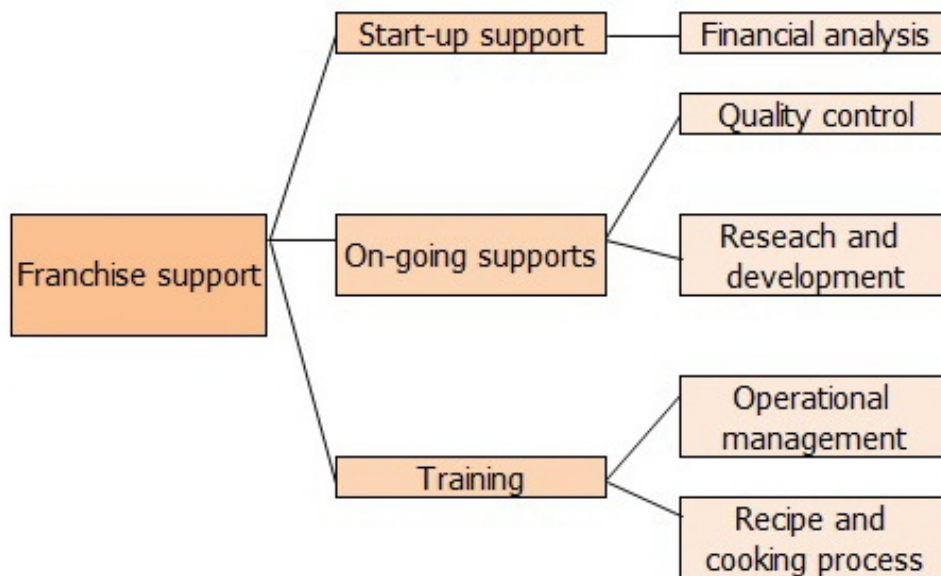 Start-up support
Financial analysis
Quality control
Franchise support
On-going supports
Reseach and
development
Operational
management
Training
Recipe and
cooking process